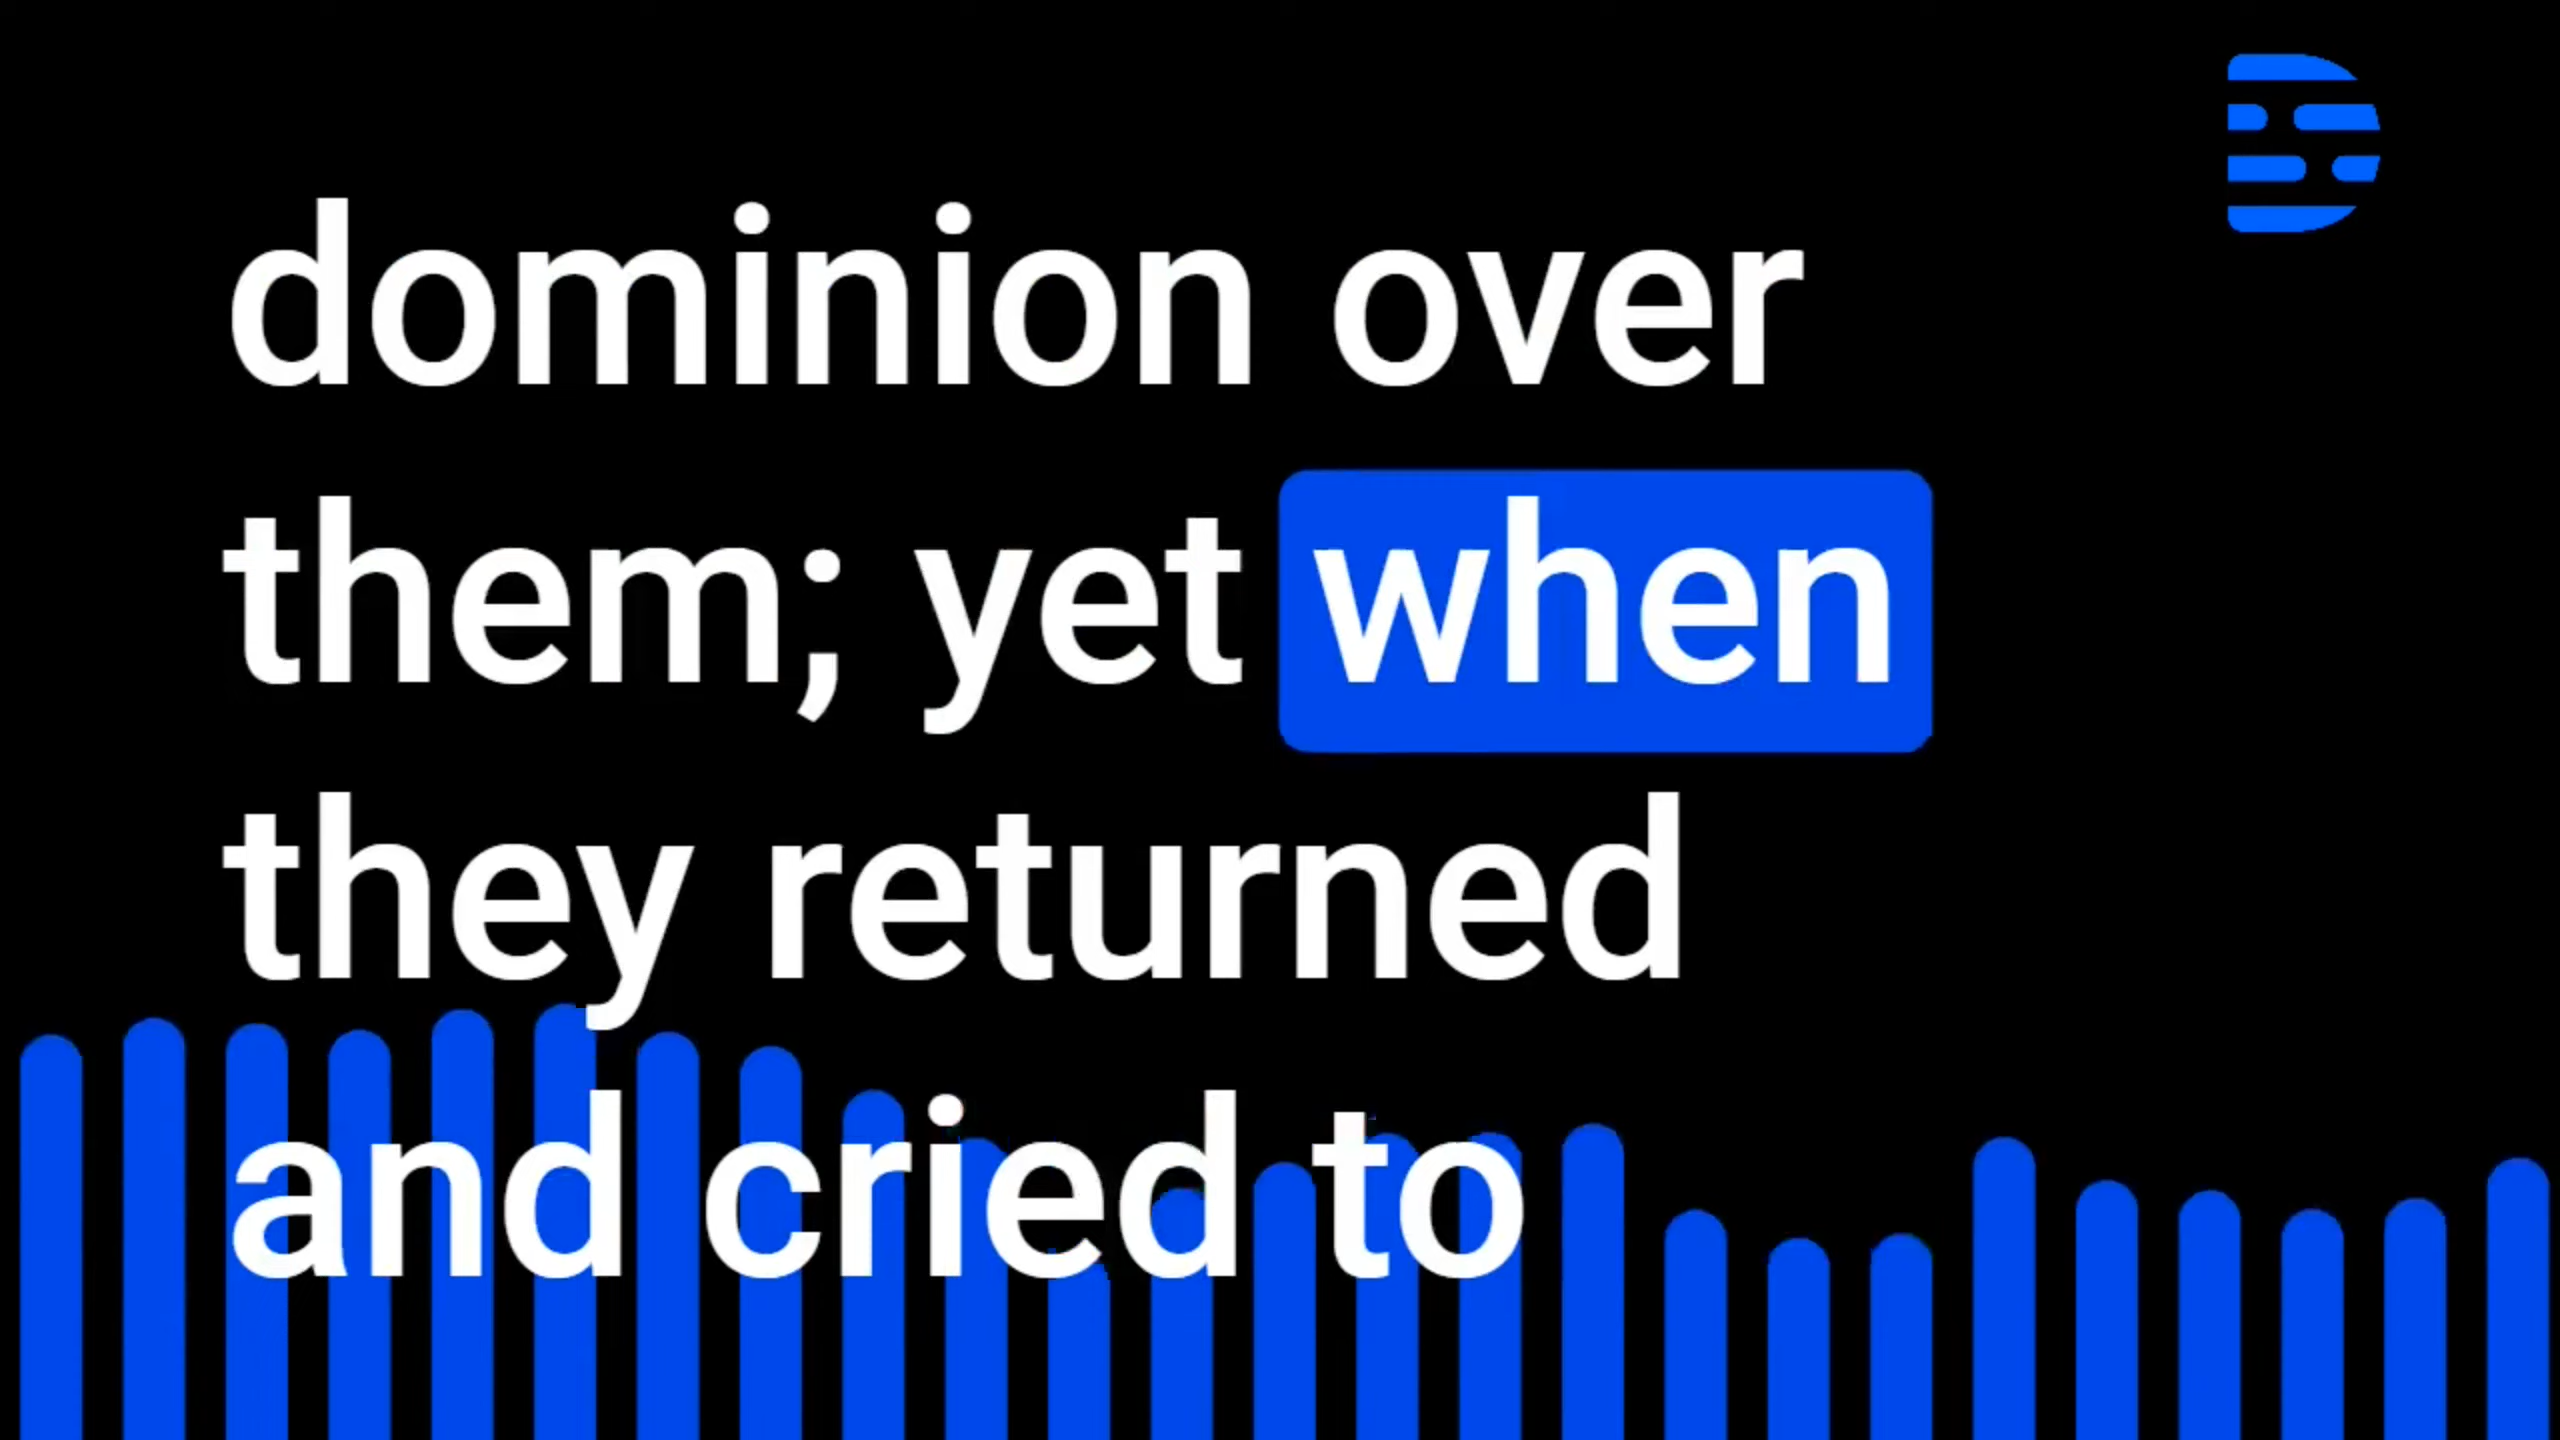 dominion over
them; yet when
they returned
and cried to